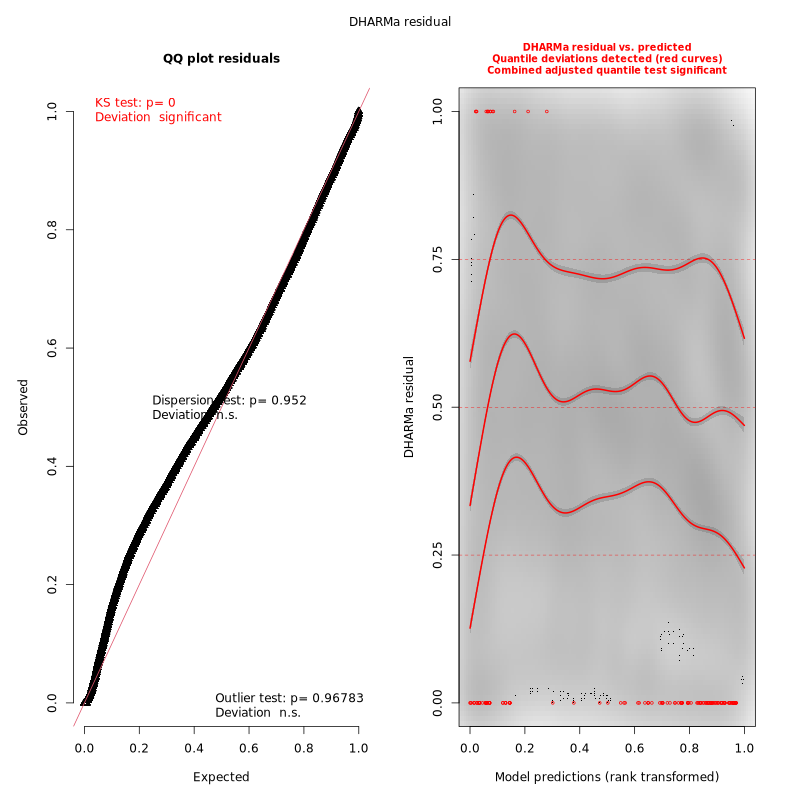 DHARMa residual
QQ plot residuals
KS test: p= 0
Deviation  significant
Dispersion test: p= 0.952
Deviation n.s.
Outlier test: p= 0.96783
Deviation  n.s.
Observed
0.0 0.2 0.4 0.6 0.8 1.0
0.0 0.2 0.4 0.6 0.8 1.0
Expected
DHARMa residual vs. predicted
Quantile deviations detected (red curves)
Combined adjusted quantile test significant
DHARMa residual
0.00 0.25 0.50 0.75 1.00
0.0 0.2 0.4 0.6 0.8 1.0
Model predictions (rank transformed)